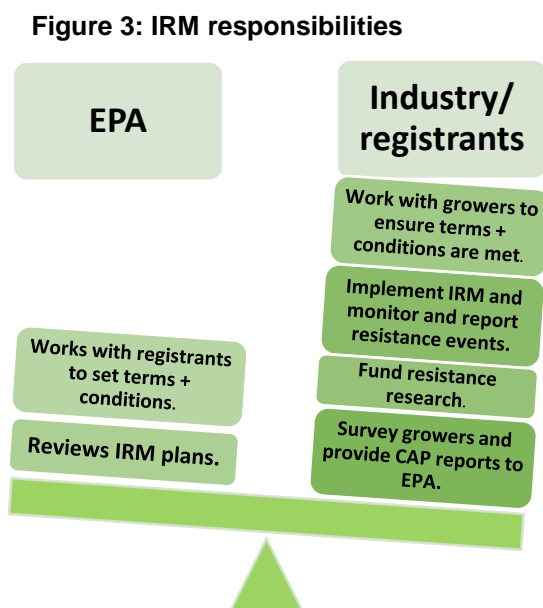 Figure 3: IRM responsibilities
EPA
Works with registrants
to set terms +
conditions.
Reviews IRM plans.
Industry/
registrants
Work with growers to
ensure terms +
conditions are met.
Implement IRM and
monitor and report
resistance events.
Fund resistance
research.
Survey growers and
provide CAP reports to
EPA.